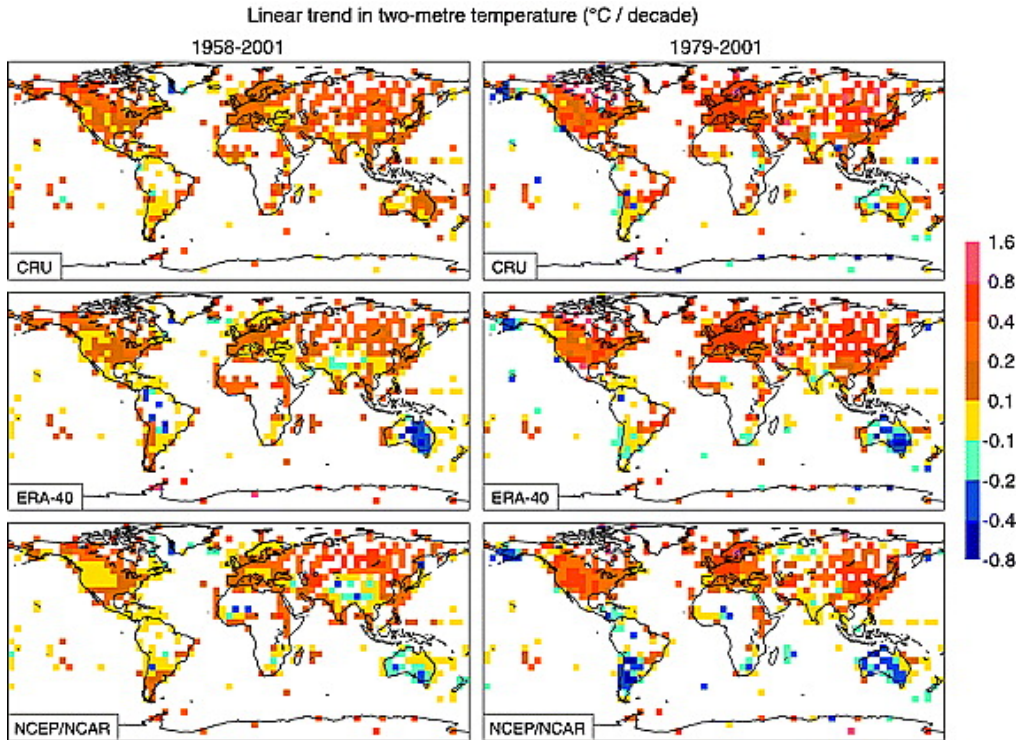 Linear trend in two-metre temperature (°C / decade)
1958-2001
1979-2001
CRU
CRU
ERA-40
ERA-40
NCEP/NCAR
NCEP/NCAR
1.6
0.8
0.4
0.2
0.1
-0.1
-0.2
-0.4
-0.8